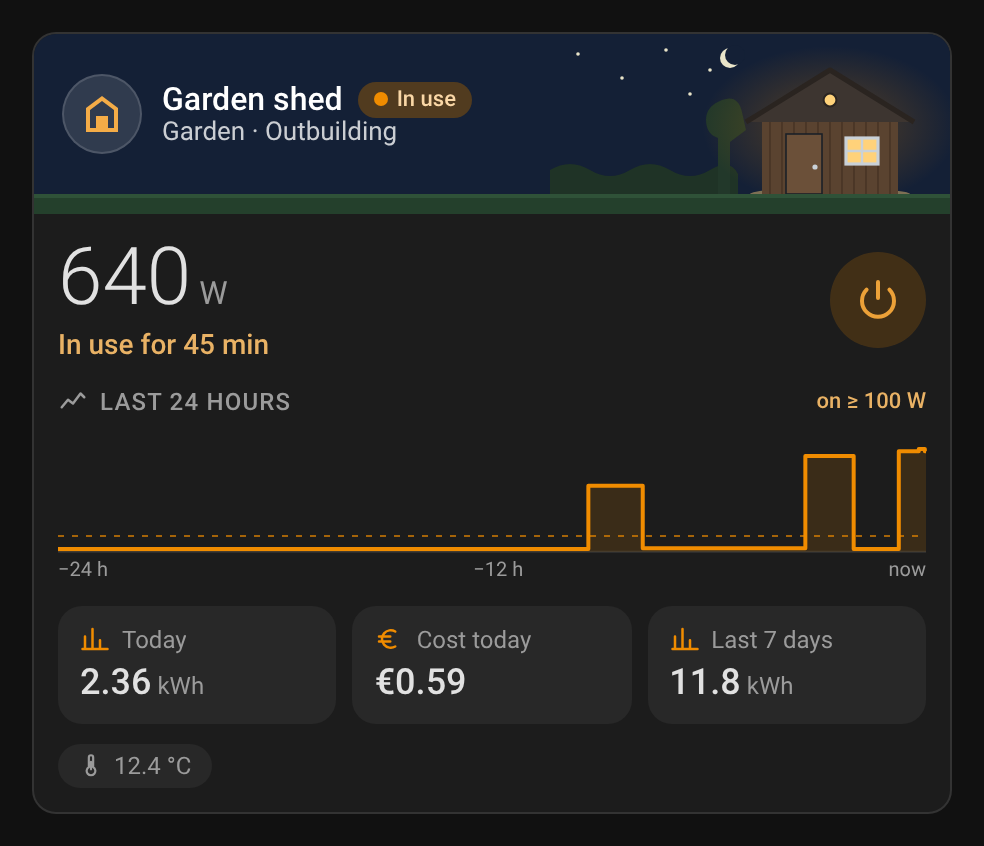 Garden shed
In use
Garden · Outbuilding
640 W
In use for 45 min
LAST 24 HOURS
on ≥ 100 W
−24 h
−12 h
now
Today
2.36 kWh
Cost today
€0.59
Last 7 days
11.8 kWh
12.4 °C